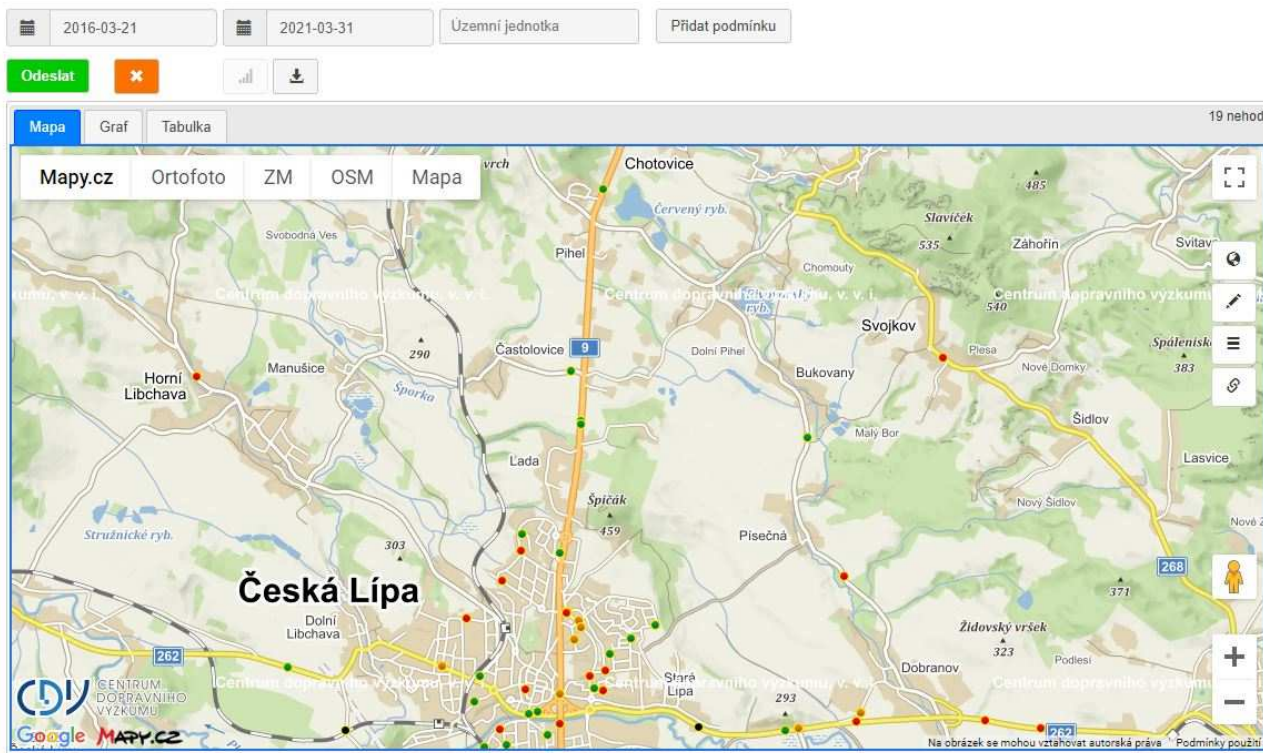 2016-03-21
2021-03-31
Územní jednotka
Přidat podmínku
Odeslat
Mapa
Graf
Tabulka
19 nehod
Mapy.cz
Ortofoto
ZM
OSM
Mapa
vrch
Chotovice
485
Červený ryb.
Slavíček
Svobodná Ves
535
Záhořín
Pihel
Chomouty
Centrum dopravního výzkumu, v. v. i.
Centrum dopravního výzkumu, v. v. i.
ryb.
540
Svojkov
Častolovice
9
Dolní Pihel
290
Plesa
Manušice
Nové Domky
383
Horní
Libchava
Bukovany
Šporka
Šidlov
Malý Bor
Lada
Lasvice
Špičák
459
Nový Šidlov
Stružnické ryb.
Písečná
303
268
Česká Lípa
371
Dolní
Libchava
Židovský vršek
323
262
Podlesí
Dobranov
Stará
Lípa
293
CDV
CENTRUM
DOPRAVNÍHO
VÝZKUMU
Google
MAPY.CZ
262
Na obrázek se mohou vztahovat autorská práva
Podmínky použití